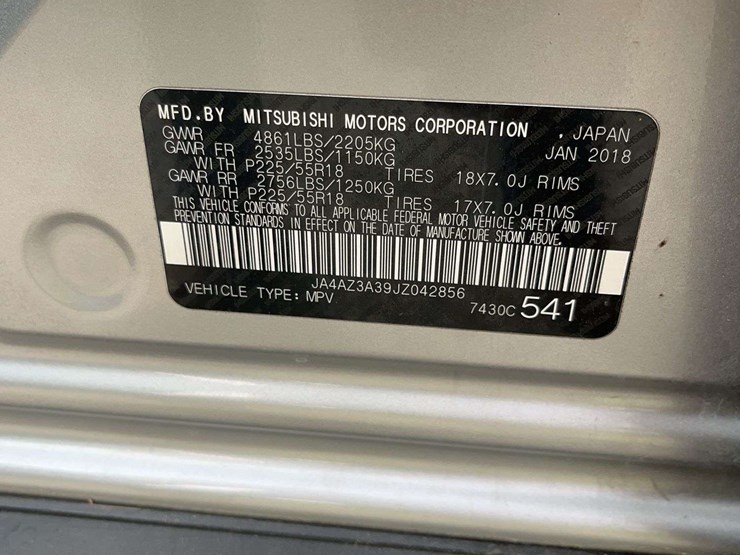 MFD.BY MITSUBISHI MOTORS CORPORATION , JAPAN
GVWR 4861LBS/2205KG JAN 2018
GAWR FR 2535LBS/1150KG
WITH P225/55R18 TIRES 18X7.0J RIMS
GAWR RR 2756LBS/1250KG
WITH P225/55R18 TIRES 17X7.0J RIMS
THIS VEHICLE CONFORMS TO ALL APPLICABLE FEDERAL MOTOR VEHICLE SAFETY AND THEFT
PREVENTION STANDARDS IN EFFECT ON THE DATE OF MANUFACTURE SHOWN ABOVE.
JA4AZ3A39JZ042856
VEHICLE TYPE: MPV 7430C 541